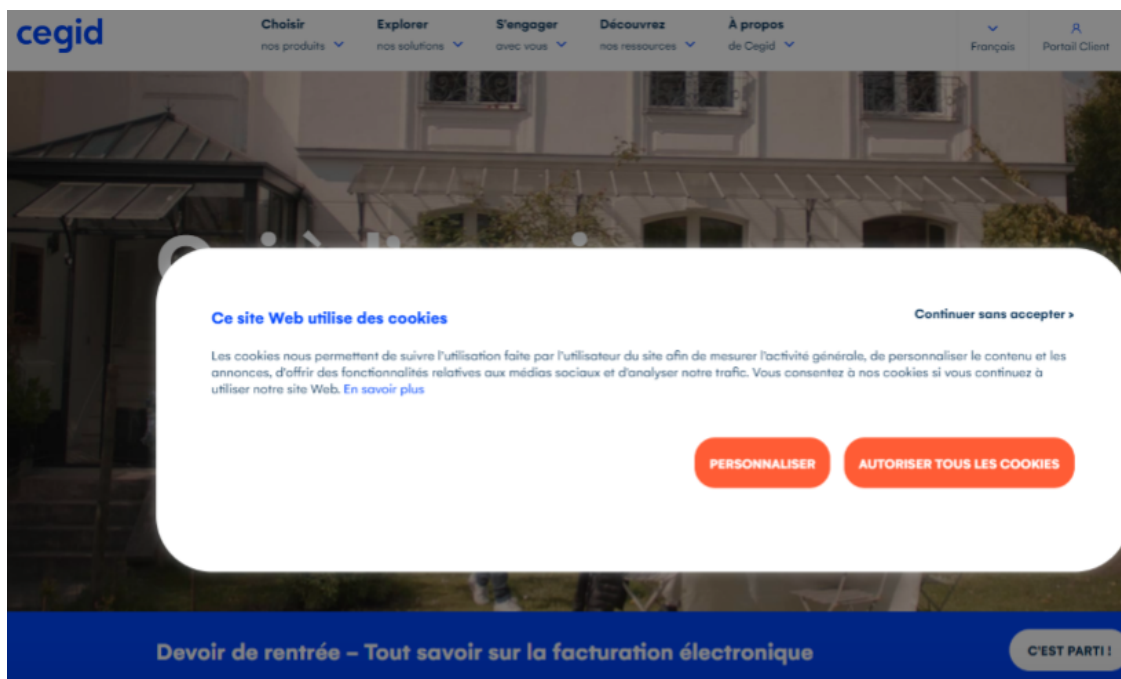 cegid
Choisir
nos produits
Explorer
nos solutions
S'engager
avec vous
Découvrez
nos ressources
À propos
de Cegid
Français
Portail Client
Ce site Web utilise des cookies
Continuer sans accepter >
Les cookies nous permettent de suivre l'utilisation faite par l'utilisateur du site afin de mesurer l'activité générale, de personnaliser le contenu et les
annonces, d'offrir des fonctionnalités relatives aux médias sociaux et d'analyser notre trafic. Vous consentez à nos cookies si vous continuez à
utiliser notre site Web. En savoir plus
PERSONNALISER
AUTORISER TOUS LES COOKIES
Devoir de rentrée – Tout savoir sur la facturation électronique
C'EST PARTI !